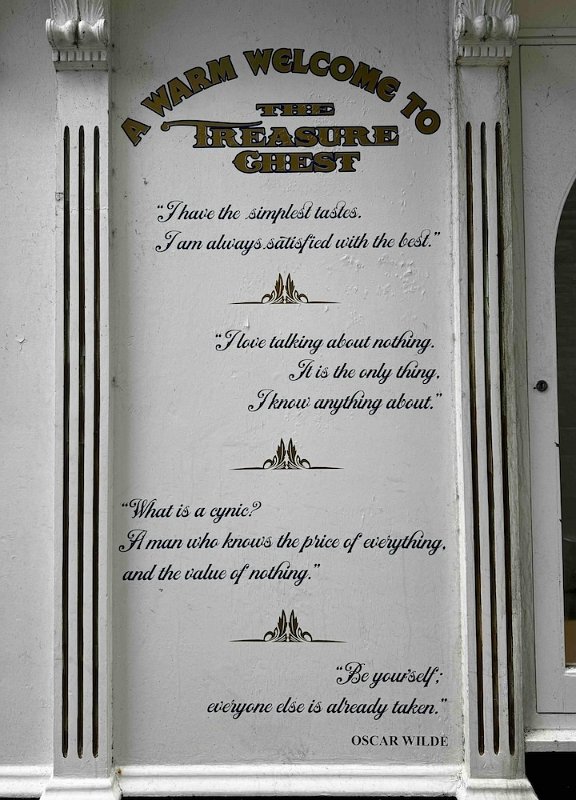 A WARM WELCOME TO
THE
TREASURE
CHEST
“I have the simplest tastes.
I am always satisfied with the best.”
“I love talking about nothing.
It is the only thing,
I know anything about.”
“What is a cynic?
A man who knows the price of everything,
and the value of nothing.”
“Be yourself;
everyone else is already taken.”
OSCAR WILDE